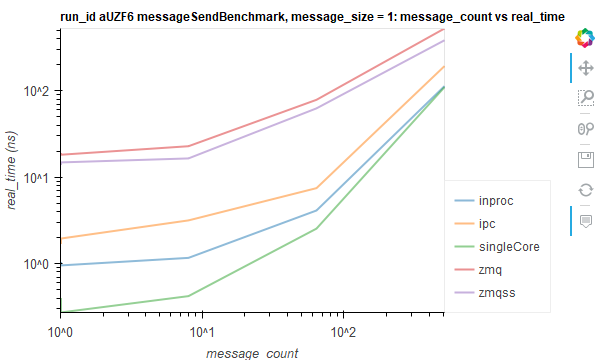 run_id aUZF6 messageSendBenchmark, message_size = 1: message_count vs real_time
real_time (ns)
10^2
10^1
10^0
10^0
10^1
10^2
message_count
inproc
ipc
singleCore
zmq
zmqss